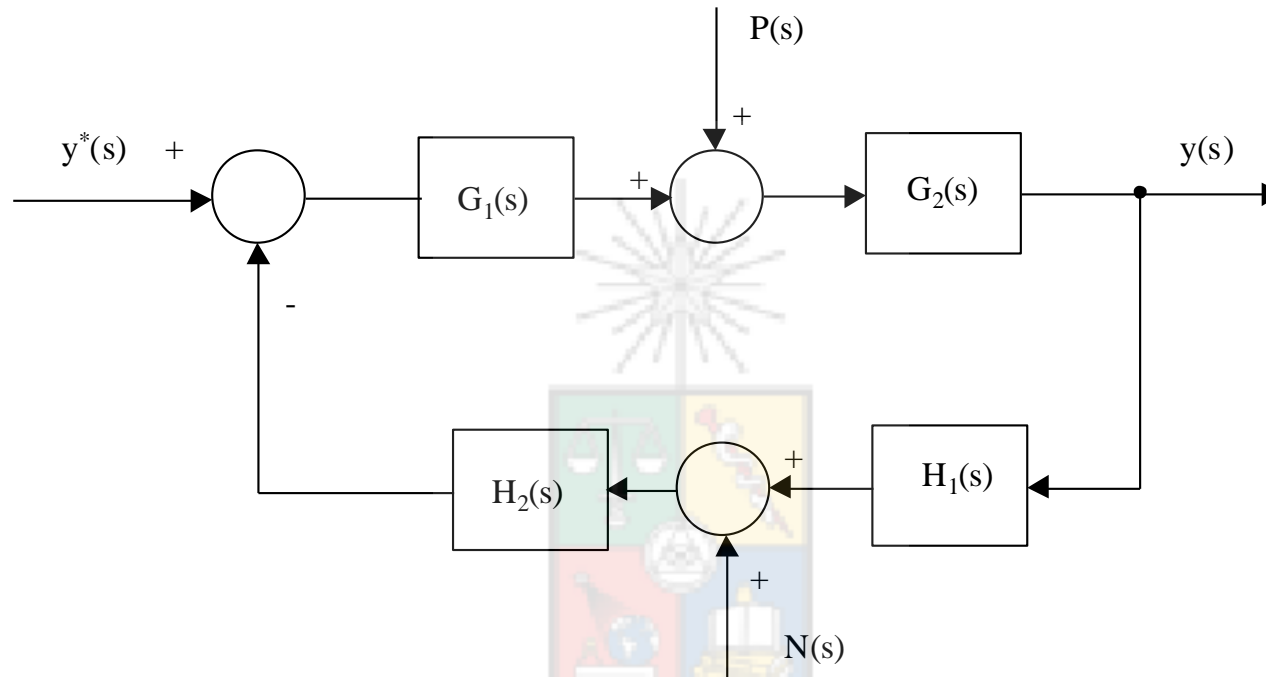 P(s)
+
y*(s) +
G₁(s)
+
G₂(s)
y(s)
-
H₂(s)
+
H₁(s)
+
N(s)